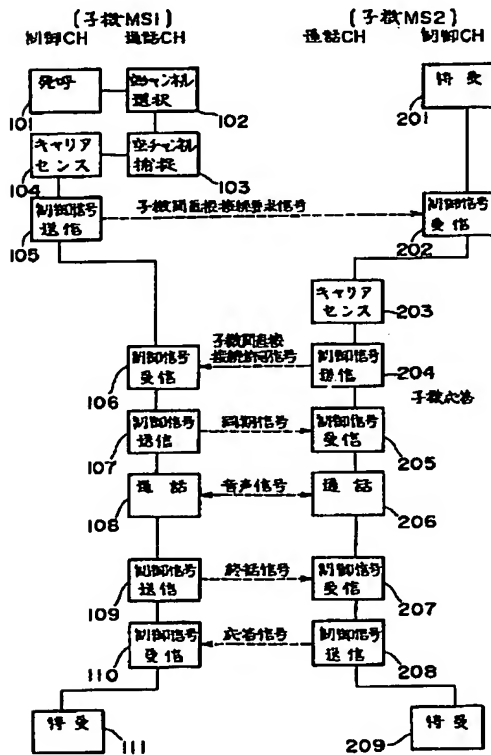 (子機MS1)
(子機MS2)
制御CH
通話CH
通話CH
制御CH
発呼
101
空チャンネル
選択
102
待受
201
キャリア
センス
104
空チャンネル
捕捉
103
制御信号
送信
105
子機間直接接続要求信号
制御信号
受信
202
キャリア
センス
203
制御信号
受信
106
子機間直接
接続許可信号
制御信号
送信
204
子機応答
制御信号
送信
107
同期信号
制御信号
受信
205
通話
108
音声信号
通話
206
制御信号
送信
109
終話信号
制御信号
受信
207
制御信号
受信
110
応答信号
制御信号
送信
208
待受
111
待受
209